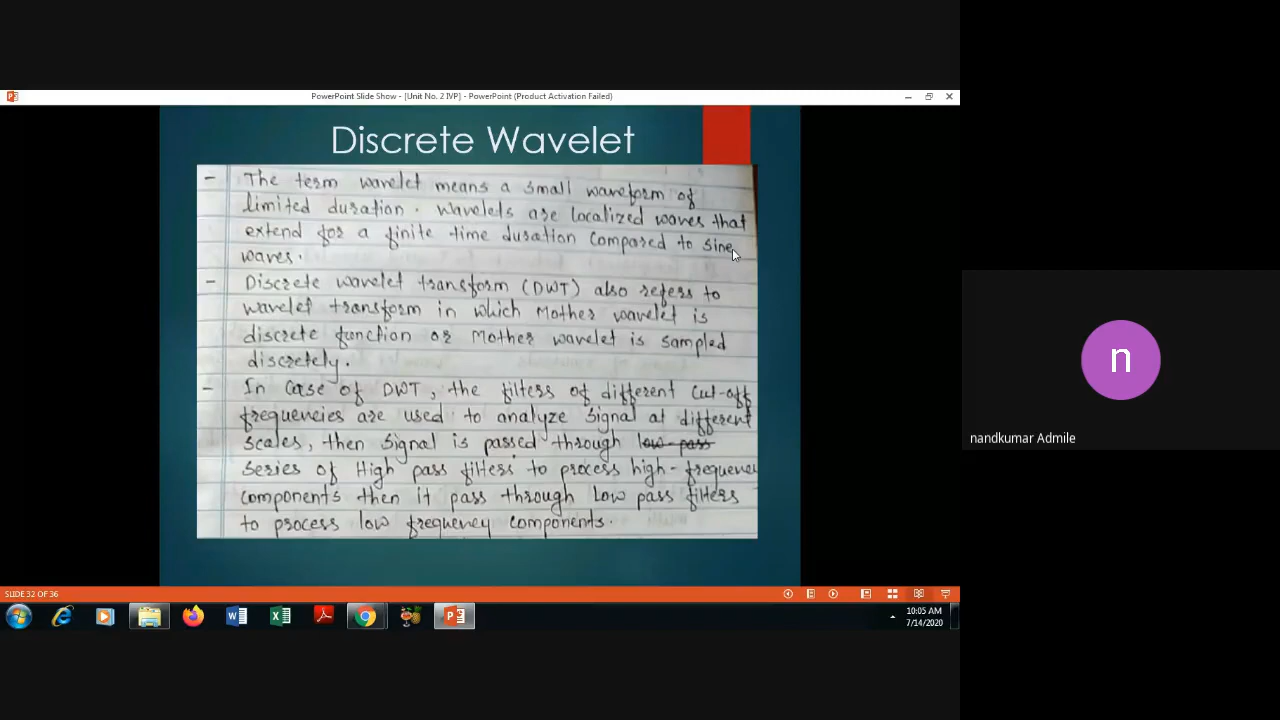 PowerPoint Slide Show - [Unit No. 2 IVP] - PowerPoint (Product Activation Failed)
Discrete Wavelet
- The term wavelet means a small waveform of
limited duration. Wavelets are localized waves that
extend for a finite time duration compared to sine
waves.
- Discrete wavelet transform (DWT) also refers to
wavelet transform in which Mother wavelet is
discrete function or Mother wavelet is sampled
discretely.
- In case of DWT, the filters of different cut-off
frequencies are used to analyze signal at different
scales, then signal is passed through low pass
series of High pass filters to process high-frequency
components then it pass through low pass filters
to process low frequency components.
n
nandkumar Admile
SLIDE 32 OF 36
10:05 AM
7/14/2020